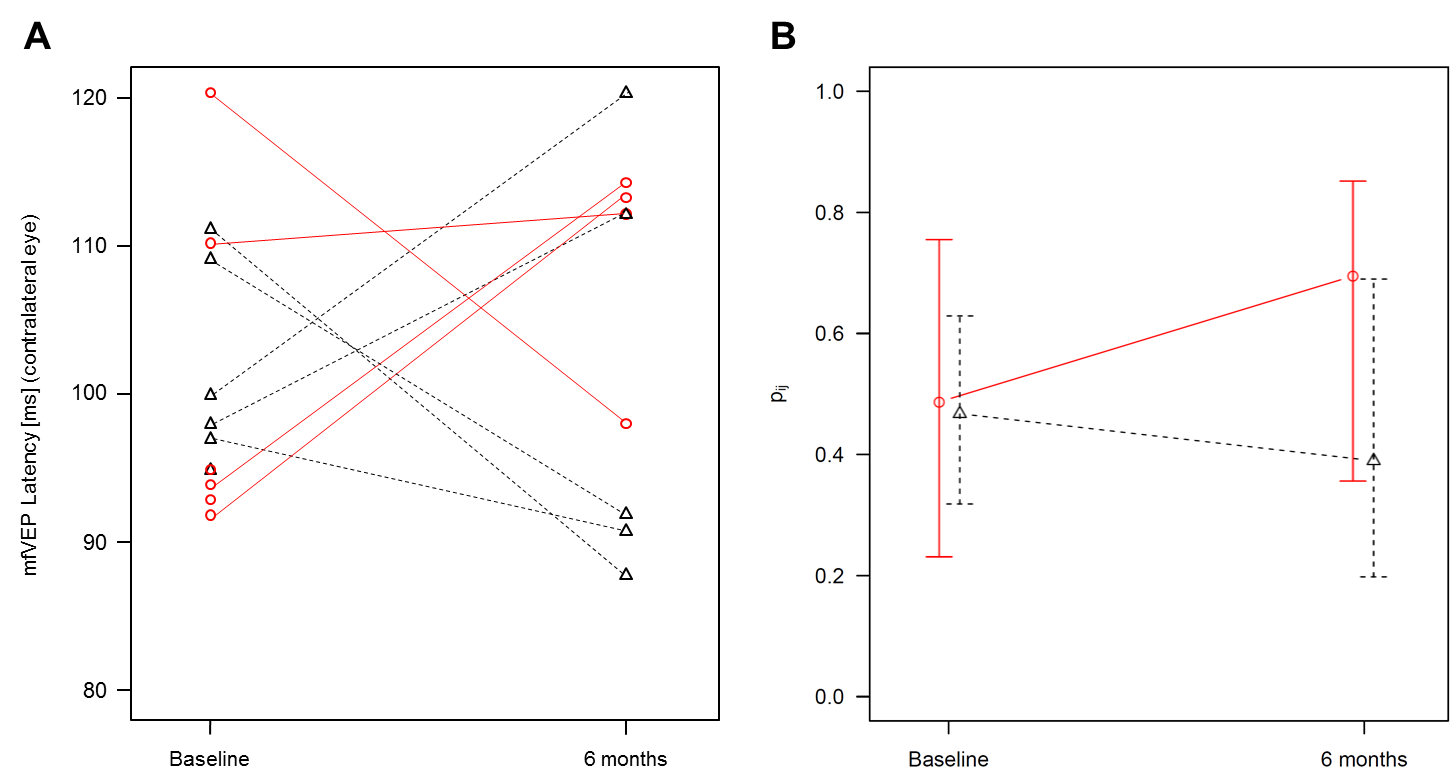 A
mfVEP Latency [ms] (contralateral eye)
120
110
100
90
80
Baseline
6 months
B
pij
1.0
0.8
0.6
0.4
0.2
0.0
Baseline
6 months